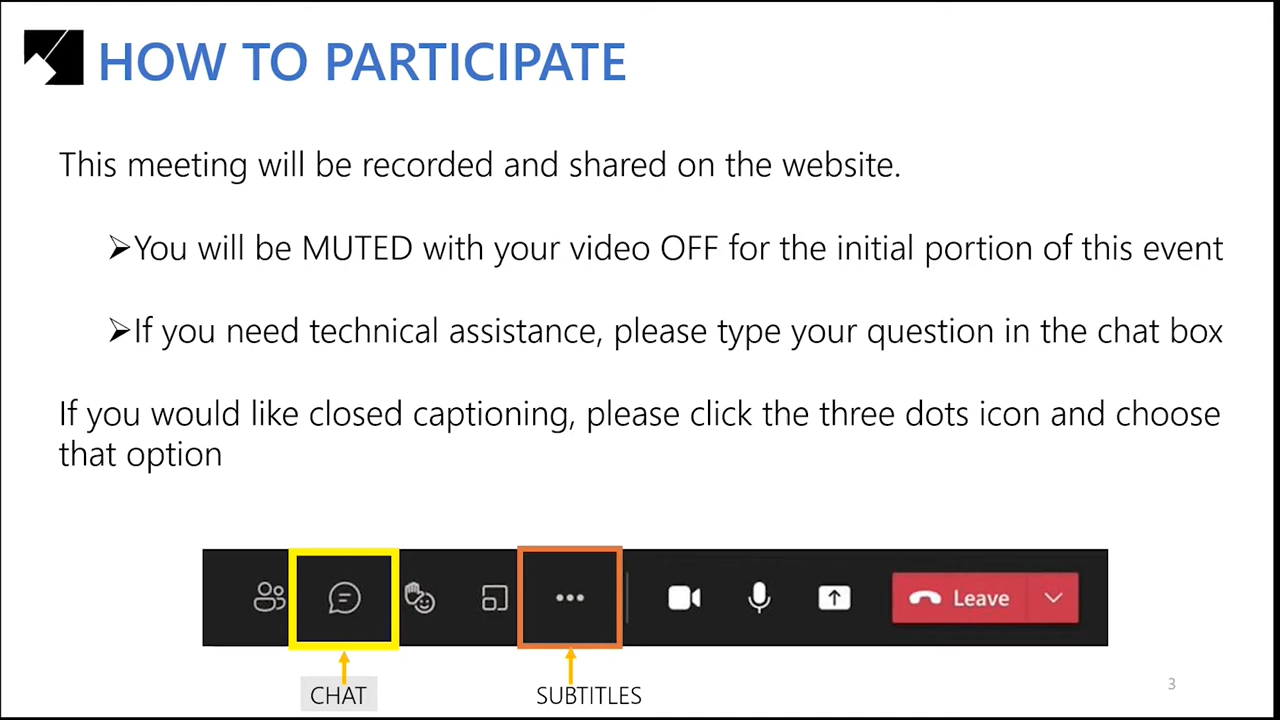 HOW TO PARTICIPATE
This meeting will be recorded and shared on the website.
➤You will be MUTED with your video OFF for the initial portion of this event
➤If you need technical assistance, please type your question in the chat box
If you would like closed captioning, please click the three dots icon and choose
that option
Leave
CHAT
SUBTITLES
3